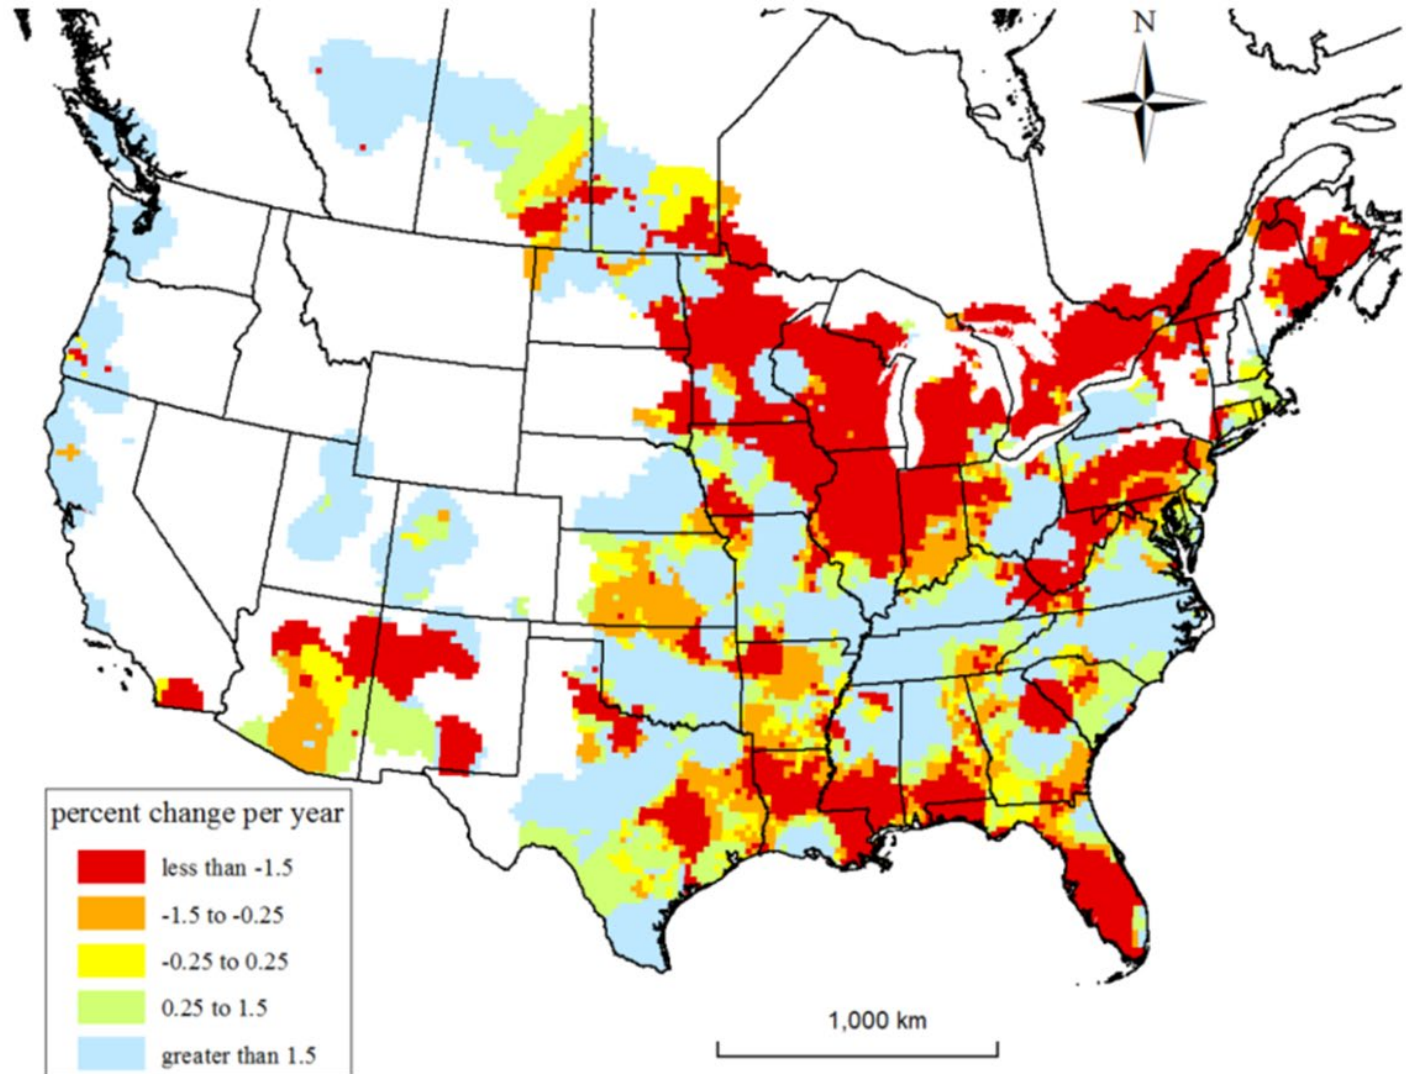 N
percent change per year
less than -1.5
-1.5 to -0.25
-0.25 to 0.25
0.25 to 1.5
greater than 1.5
1,000 km